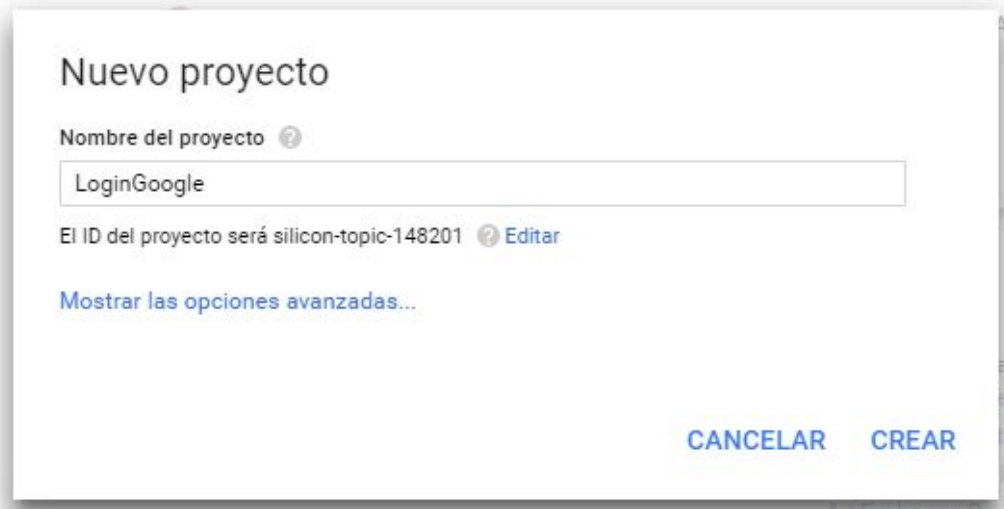 Nuevo proyecto
Nombre del proyecto ?
LoginGoogle
El ID del proyecto será silicon-topic-148201 ? Editar
Mostrar las opciones avanzadas...
CANCELAR CREAR